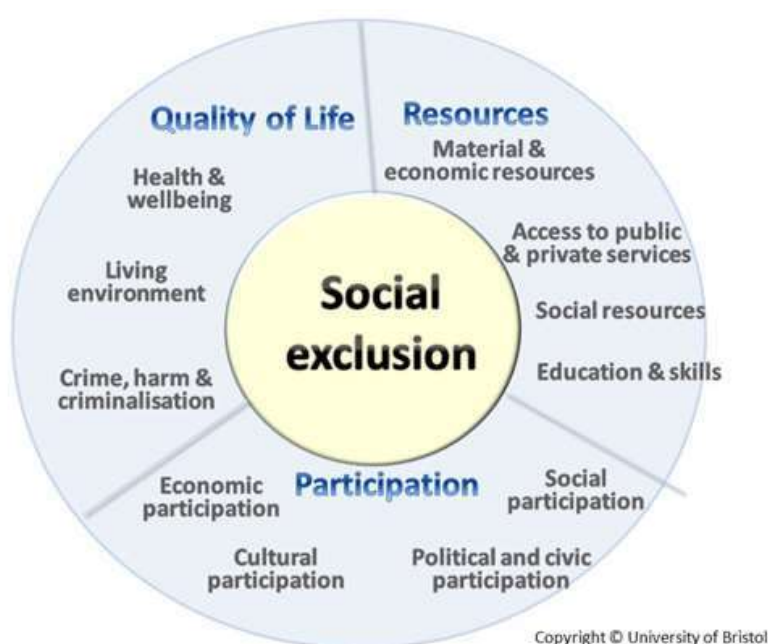 Quality of Life
Health &
wellbeing
Living
environment
Crime, harm &
criminalisation
Resources
Material &
economic resources
Access to public
& private services
Social resources
Education & skills
Social
exclusion
Participation
Economic
participation
Social
participation
Cultural
participation
Political and civic
participation
Copyright © University of Bristol